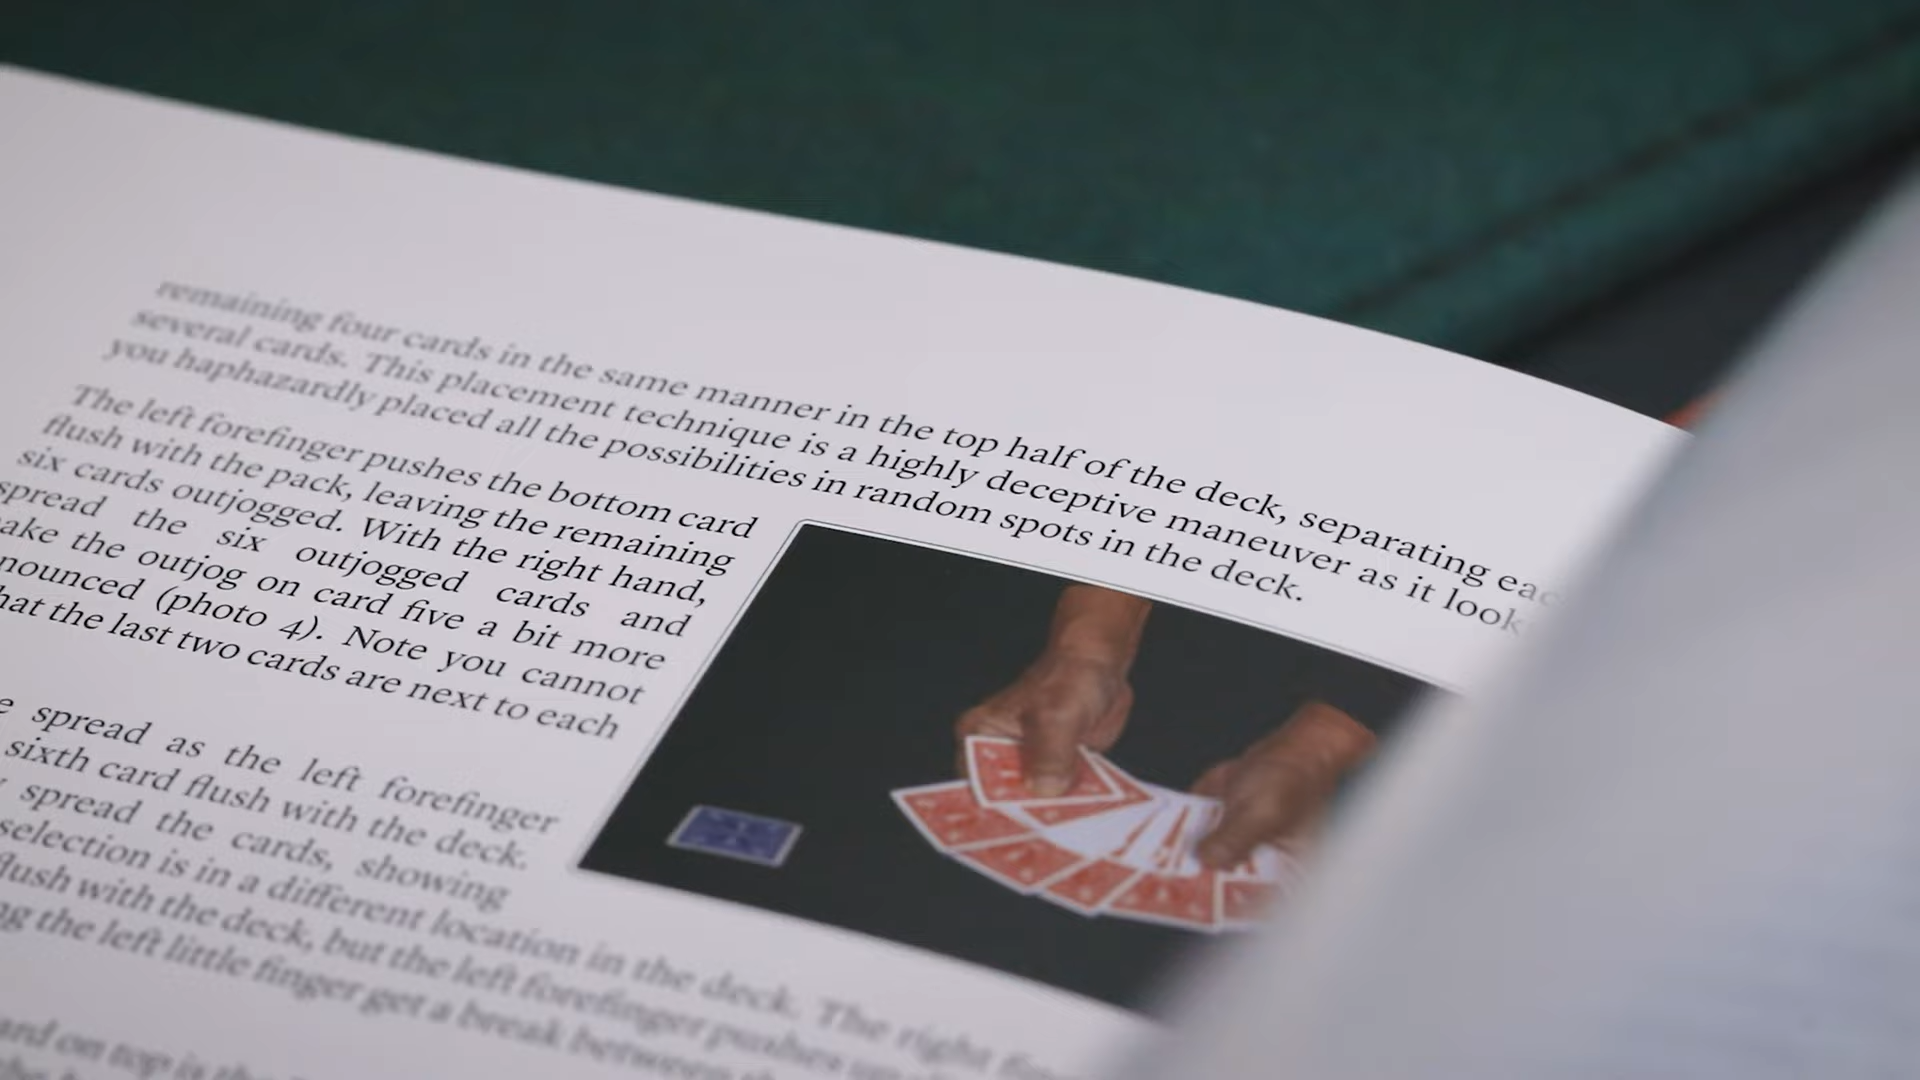 remaining four cards in the same manner in the top half of the deck, separating
several cards. This placement technique is a highly deceptive maneuver as it
you haphazardly placed all the possibilities in random spots in the deck.
The left forefinger pushes the bottom card
flush with the pack, leaving the remaining
six cards outjogged. With the right hand,
spread the six outjogged cards and
ake the outjog on card five a bit more
nounced (photo 4). Note you cannot
hat the last two cards are next to each
spread as the left forefinger
sixth card flush with the deck.
spread the cards, showing
selection is in a different location in the deck. The right
flush with the deck, but the left forefinger pushes
the left little finger get a break between
on top is the